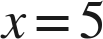 x = 5